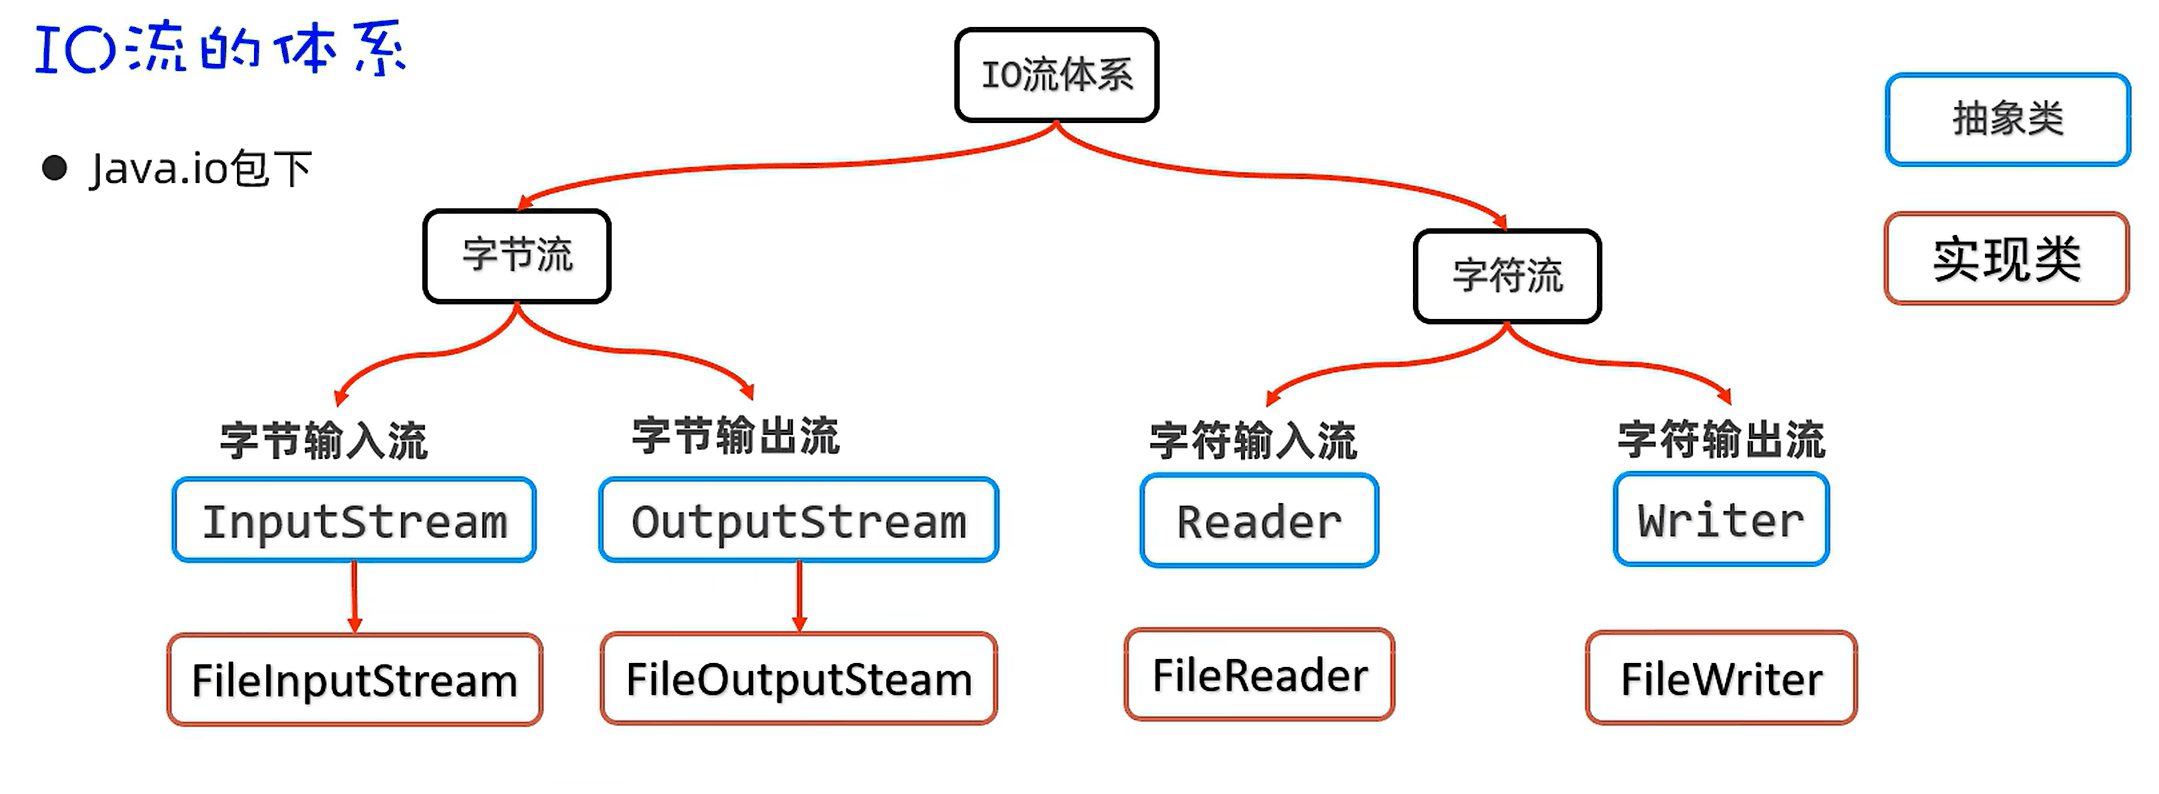 IO流的体系
Java.io包下
IO流体系
抽象类
实现类
字节流
字符流
字节输入流
字节输出流
字符输入流
字符输出流
InputStream
OutputStream
Reader
Writer
FileInputStream
FileOutputSteam
FileReader
FileWriter